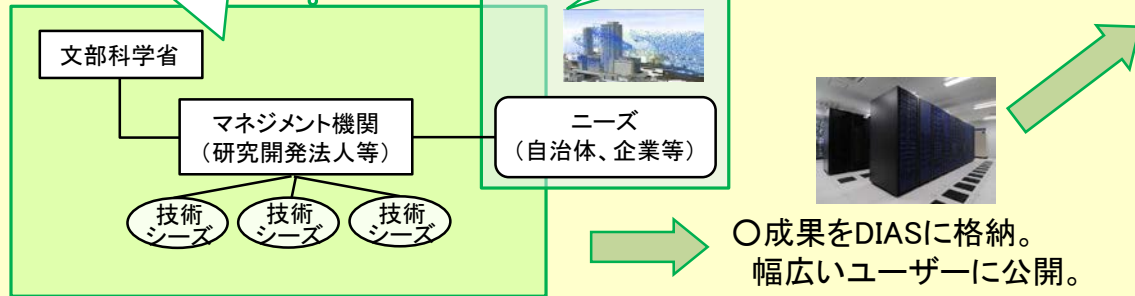 文部科学省
マネジメント機関
（研究開発法人等）
ニーズ
（自治体、企業等）
技術
シーズ
技術
シーズ
技術
シーズ
○成果をDIASに格納。
幅広いユーザーに公開。